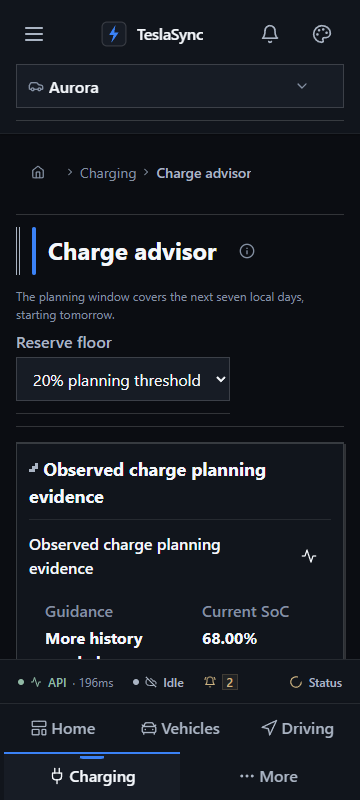 TeslaSync
Aurora
Charging
Charge advisor
Charge advisor
The planning window covers the next seven local days,
starting tomorrow.
Reserve floor
20% planning threshold
Observed charge planning
evidence
Observed charge planning
evidence
Guidance
Current SoC
More history
68.00%
API · 196ms
Idle
2
Status
Home
Vehicles
Driving
Charging
More